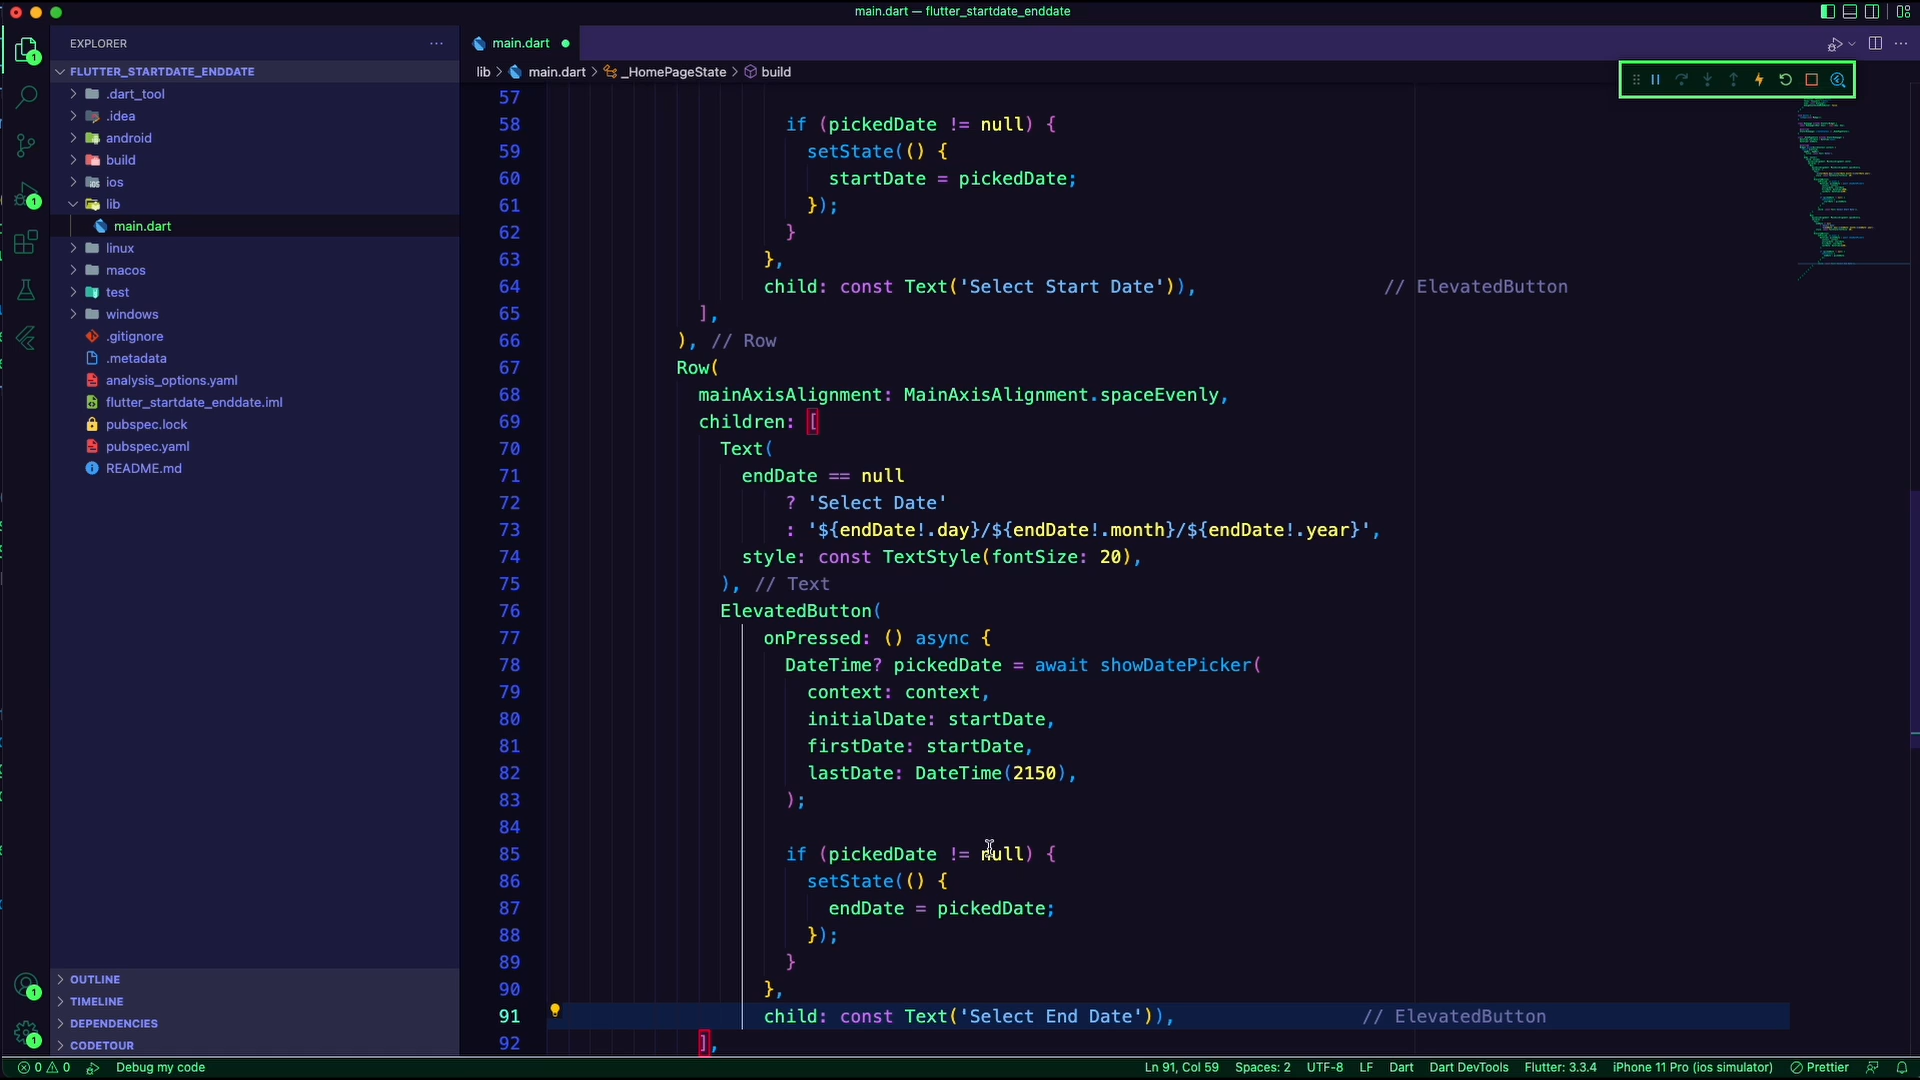 main.dart — flutter_startdate_enddate
EXPLORER
FLUTTER_STARTDATE_ENDDATE
.dart_tool
.idea
android
build
ios
lib
main.dart
linux
macos
test
windows
.gitignore
.metadata
analysis_options.yaml
flutter_startdate_enddate.iml
pubspec.lock
pubspec.yaml
README.md
OUTLINE
TIMELINE
DEPENDENCIES
CODETOUR
main.dart
lib > main.dart > _HomePageState > build
57
58 if (pickedDate != null) {
59 setState(() {
60 startDate = pickedDate;
61 });
62 }
63 },
64 child: const Text('Select Start Date')), // ElevatedButton
65 ],
66 ), // Row
67 Row(
68 mainAxisAlignment: MainAxisAlignment.spaceEvenly,
69 children: [
70 Text(
71 endDate == null
72 ? 'Select Date'
73 : '${endDate!.day}/${endDate!.month}/${endDate!.year}',
74 style: const TextStyle(fontSize: 20),
75 ), // Text
76 ElevatedButton(
77 onPressed: () async {
78 DateTime? pickedDate = await showDatePicker(
79 context: context,
80 initialDate: startDate,
81 firstDate: startDate,
82 lastDate: DateTime(2150),
83 );
84
85 if (pickedDate != null) {
86 setState(() {
87 endDate = pickedDate;
88 });
89 }
90 },
91 child: const Text('Select End Date')), // ElevatedButton
92 ],
1
1
1
1
0 0 Debug my code Ln 91, Col 59 Spaces: 2 UTF-8 LF Dart Dart DevTools Flutter: 3.3.4 iPhone 11 Pro (ios simulator) Prettier